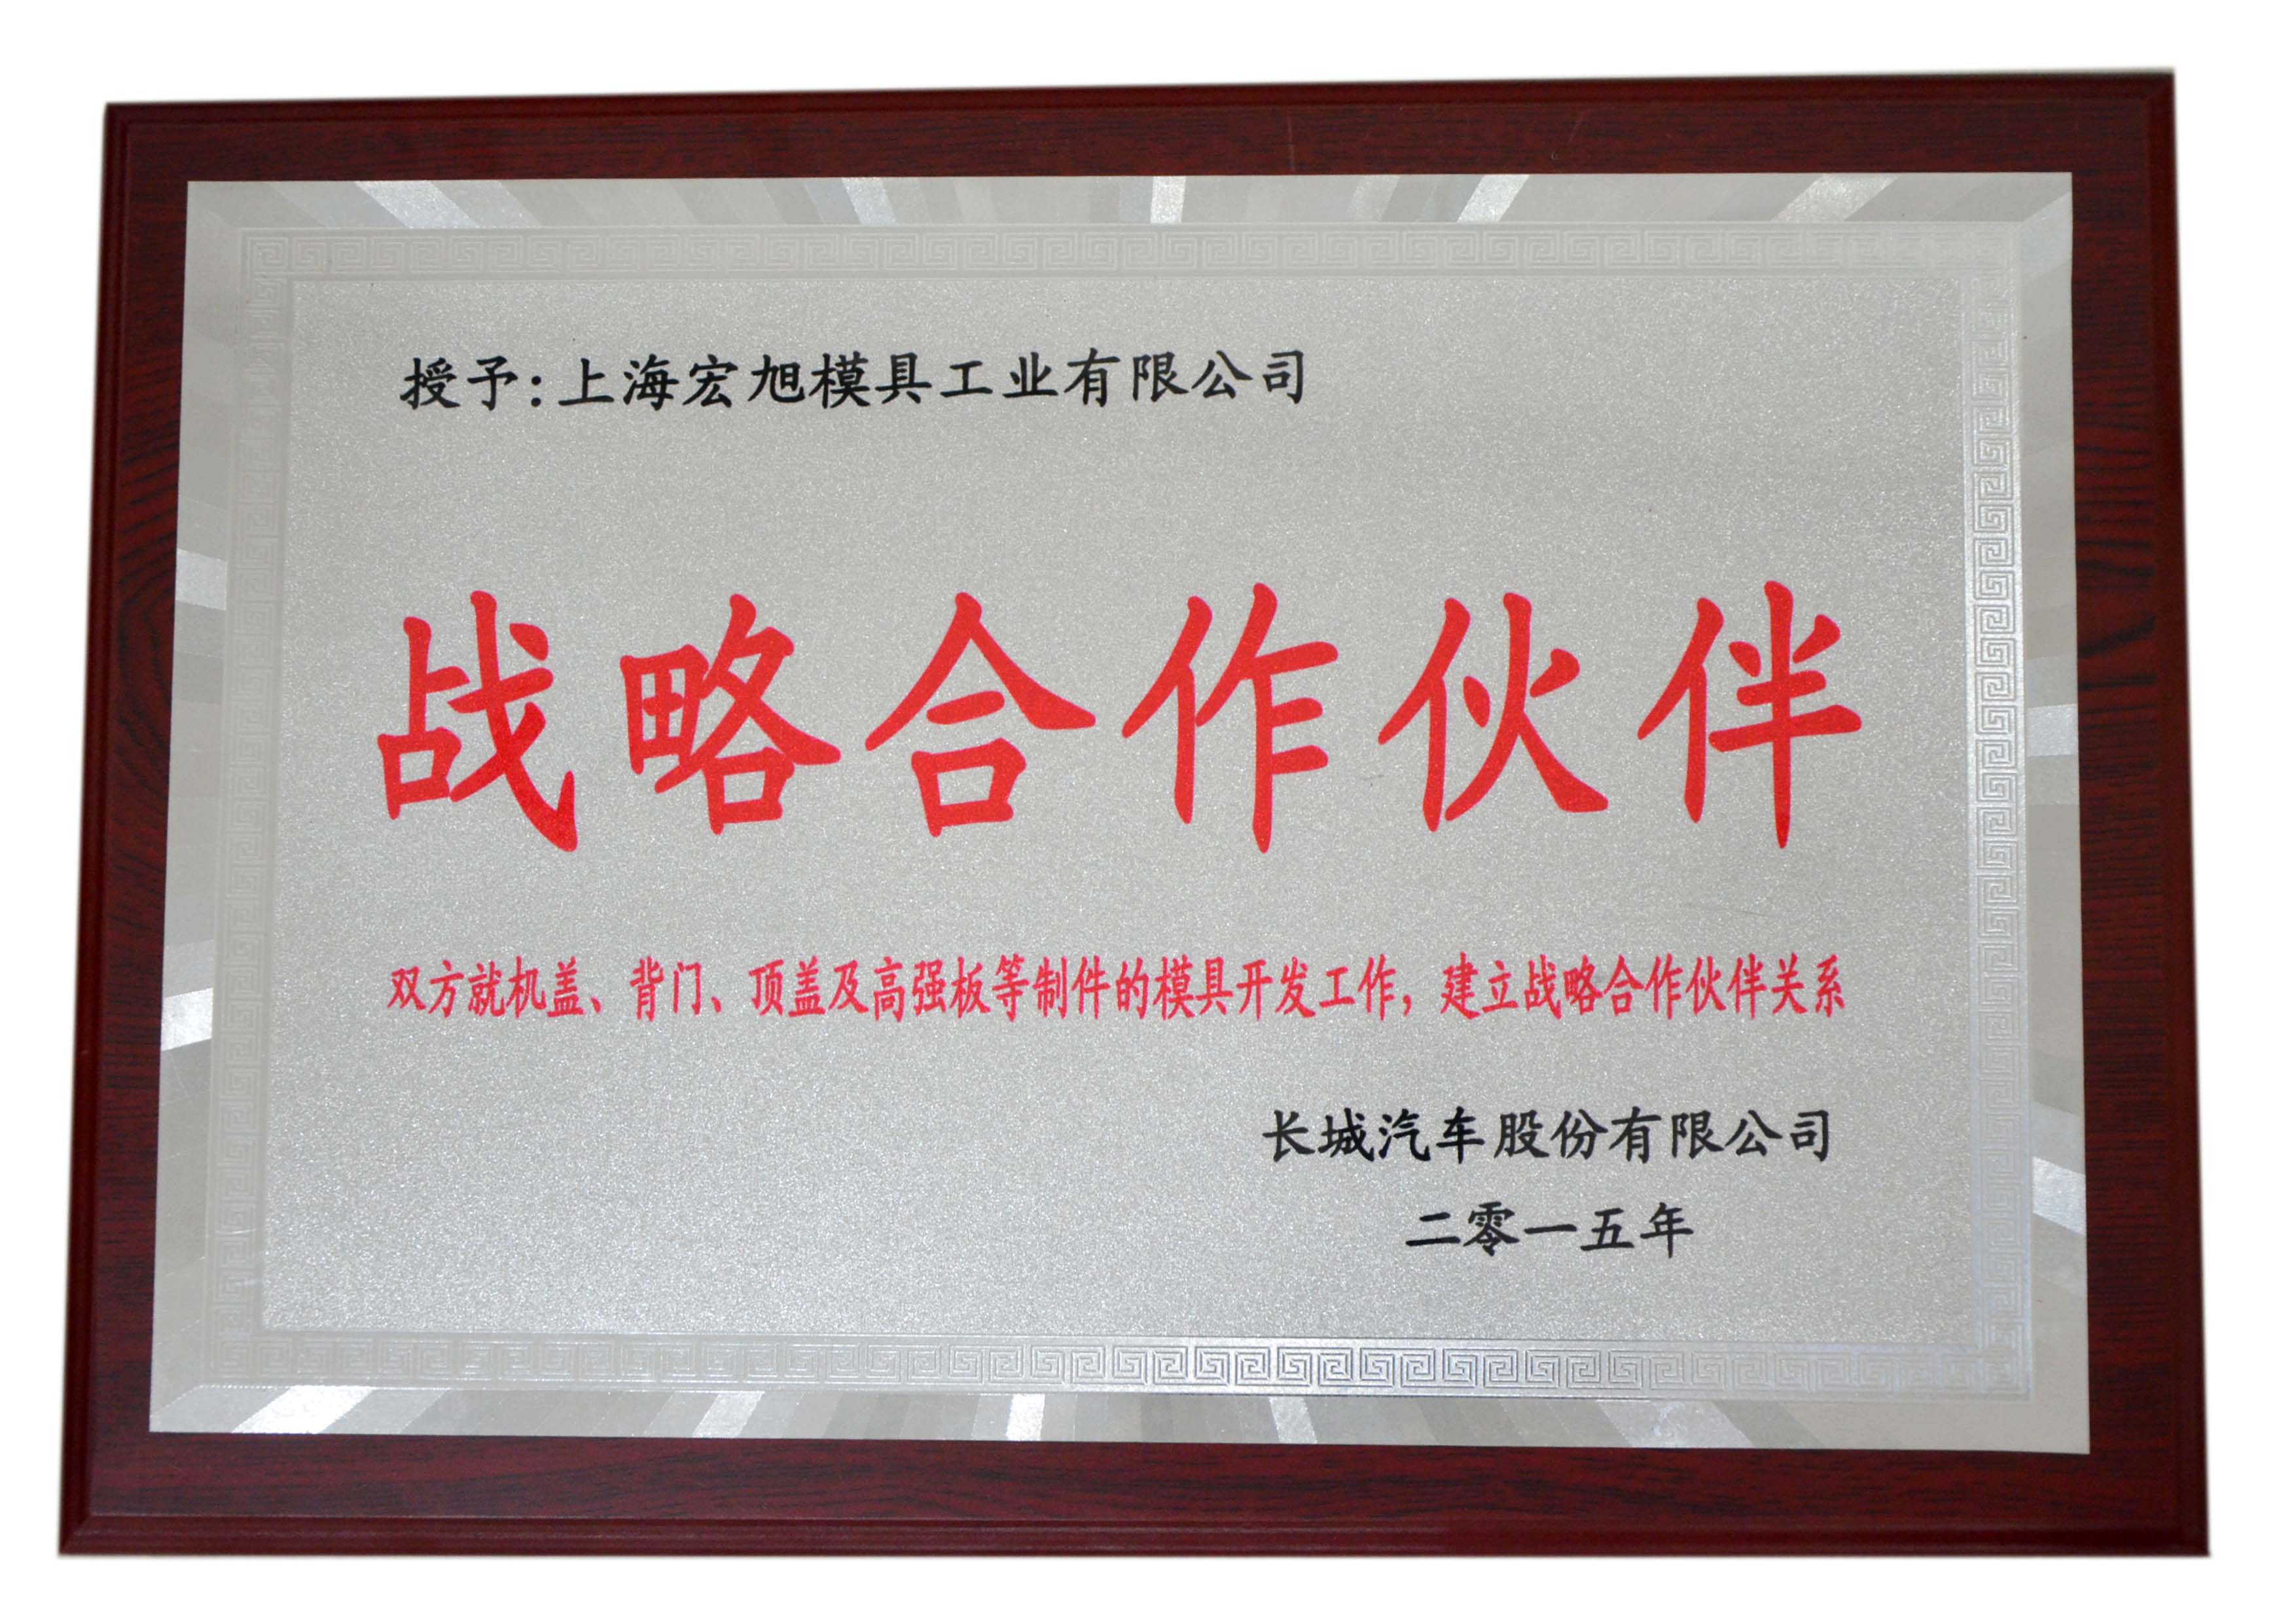 授予:上海宏旭模具工业有限公司
战略合作伙伴
双方就机盖、背门、顶盖及高强板等制件的模具开发工作，建立战略合作伙伴关系
长城汽车股份有限公司
二零一五年